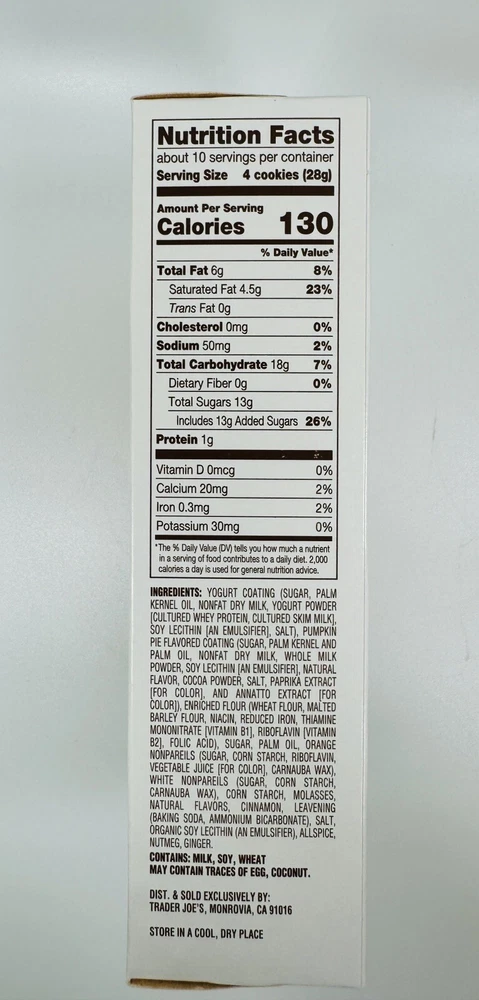 Nutrition Facts
about 10 servings per container
Serving Size 4 cookies (28g)
Amount Per Serving
Calories 130
% Daily Value*
Total Fat 6g 8%
Saturated Fat 4.5g 23%
Trans Fat 0g
Cholesterol 0mg 0%
Sodium 50mg 2%
Total Carbohydrate 18g 7%
Dietary Fiber 0g 0%
Total Sugars 13g
Includes 13g Added Sugars 26%
Protein 1g
Vitamin D 0mcg 0%
Calcium 20mg 2%
Iron 0.3mg 2%
Potassium 30mg 0%
*The % Daily Value (DV) tells you how much a nutrient
in a serving of food contributes to a daily diet. 2,000
calories a day is used for general nutrition advice.
INGREDIENTS: YOGURT COATING (SUGAR, PALM
KERNEL OIL, NONFAT DRY MILK, YOGURT POWDER
[CULTURED WHEY PROTEIN, CULTURED SKIM MILK],
SOY LECITHIN [AN EMULSIFIER], SALT), PUMPKIN
PIE FLAVORED COATING (SUGAR, PALM KERNEL AND
PALM OIL, NONFAT DRY MILK, WHOLE MILK
POWDER, SOY LECITHIN [AN EMULSIFIER], NATURAL
FLAVOR, COCOA POWDER, SALT, PAPRIKA EXTRACT
[FOR COLOR], AND ANNATTO EXTRACT [FOR
COLOR]), ENRICHED FLOUR (WHEAT FLOUR, MALTED
BARLEY FLOUR, NIACIN, REDUCED IRON, THIAMINE
MONONITRATE [VITAMIN B1], RIBOFLAVIN [VITAMIN
B2], FOLIC ACID), SUGAR, PALM OIL, ORANGE
NONPAREILS (SUGAR, CORN STARCH, RIBOFLAVIN,
VEGETABLE JUICE [FOR COLOR], CARNAUBA WAX),
WHITE NONPAREILS (SUGAR, CORN STARCH,
CARNAUBA WAX), CORN STARCH, MOLASSES,
NATURAL FLAVORS, CINNAMON, LEAVENING
(BAKING SODA, AMMONIUM BICARBONATE), SALT,
ORGANIC SOY LECITHIN (AN EMULSIFIER), ALLSPICE,
NUTMEG, GINGER.
CONTAINS: MILK, SOY, WHEAT
MAY CONTAIN TRACES OF EGG, COCONUT.
DIST. & SOLD EXCLUSIVELY BY:
TRADER JOE'S, MONROVIA, CA 91016
STORE IN A COOL, DRY PLACE